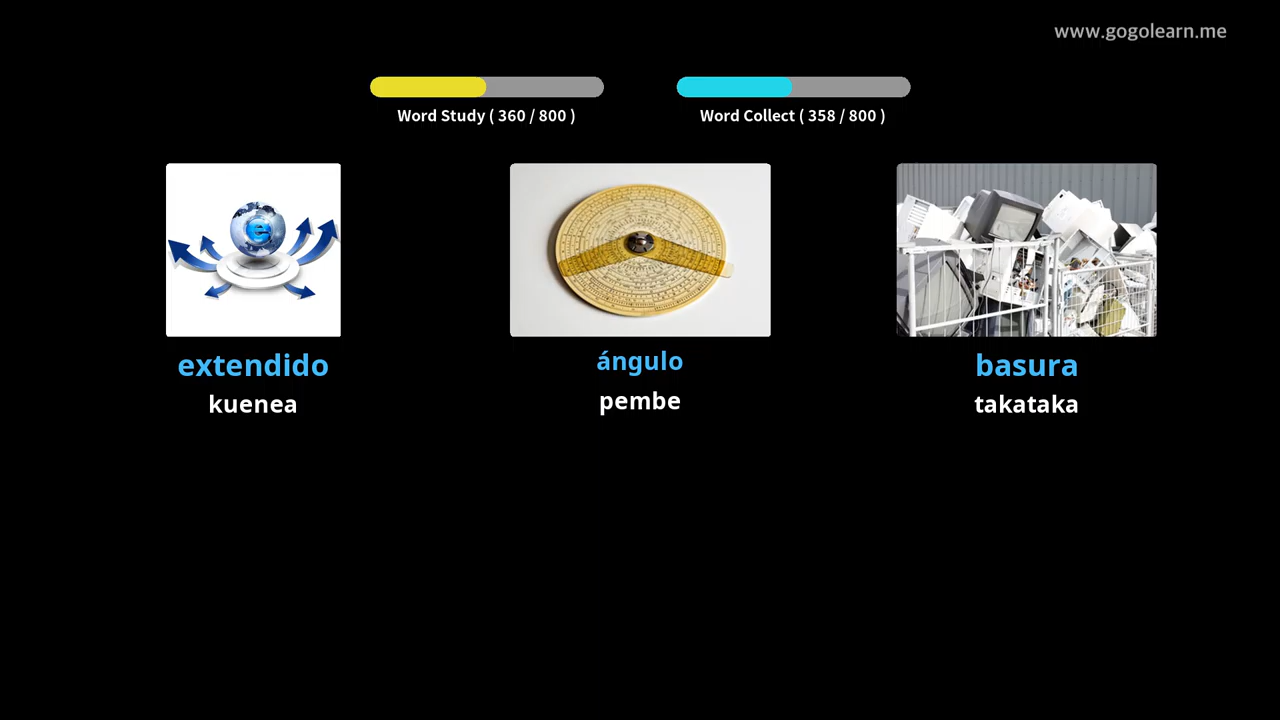 www.gogolearn.me
Word Study ( 360 / 800 )
Word Collect ( 358 / 800 )
e
extendido
ángulo
basura
kuenea
pembe
takataka